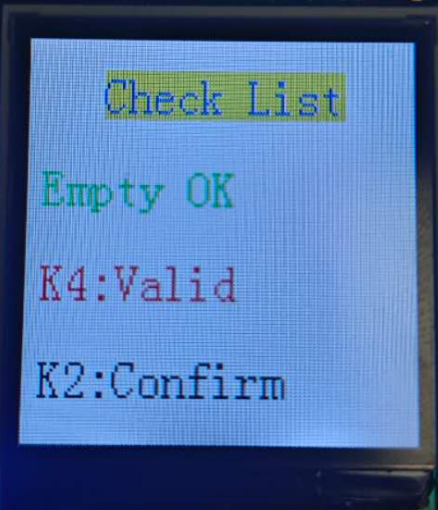 Check List
Empty OK
K4:Valid
K2:Confirm